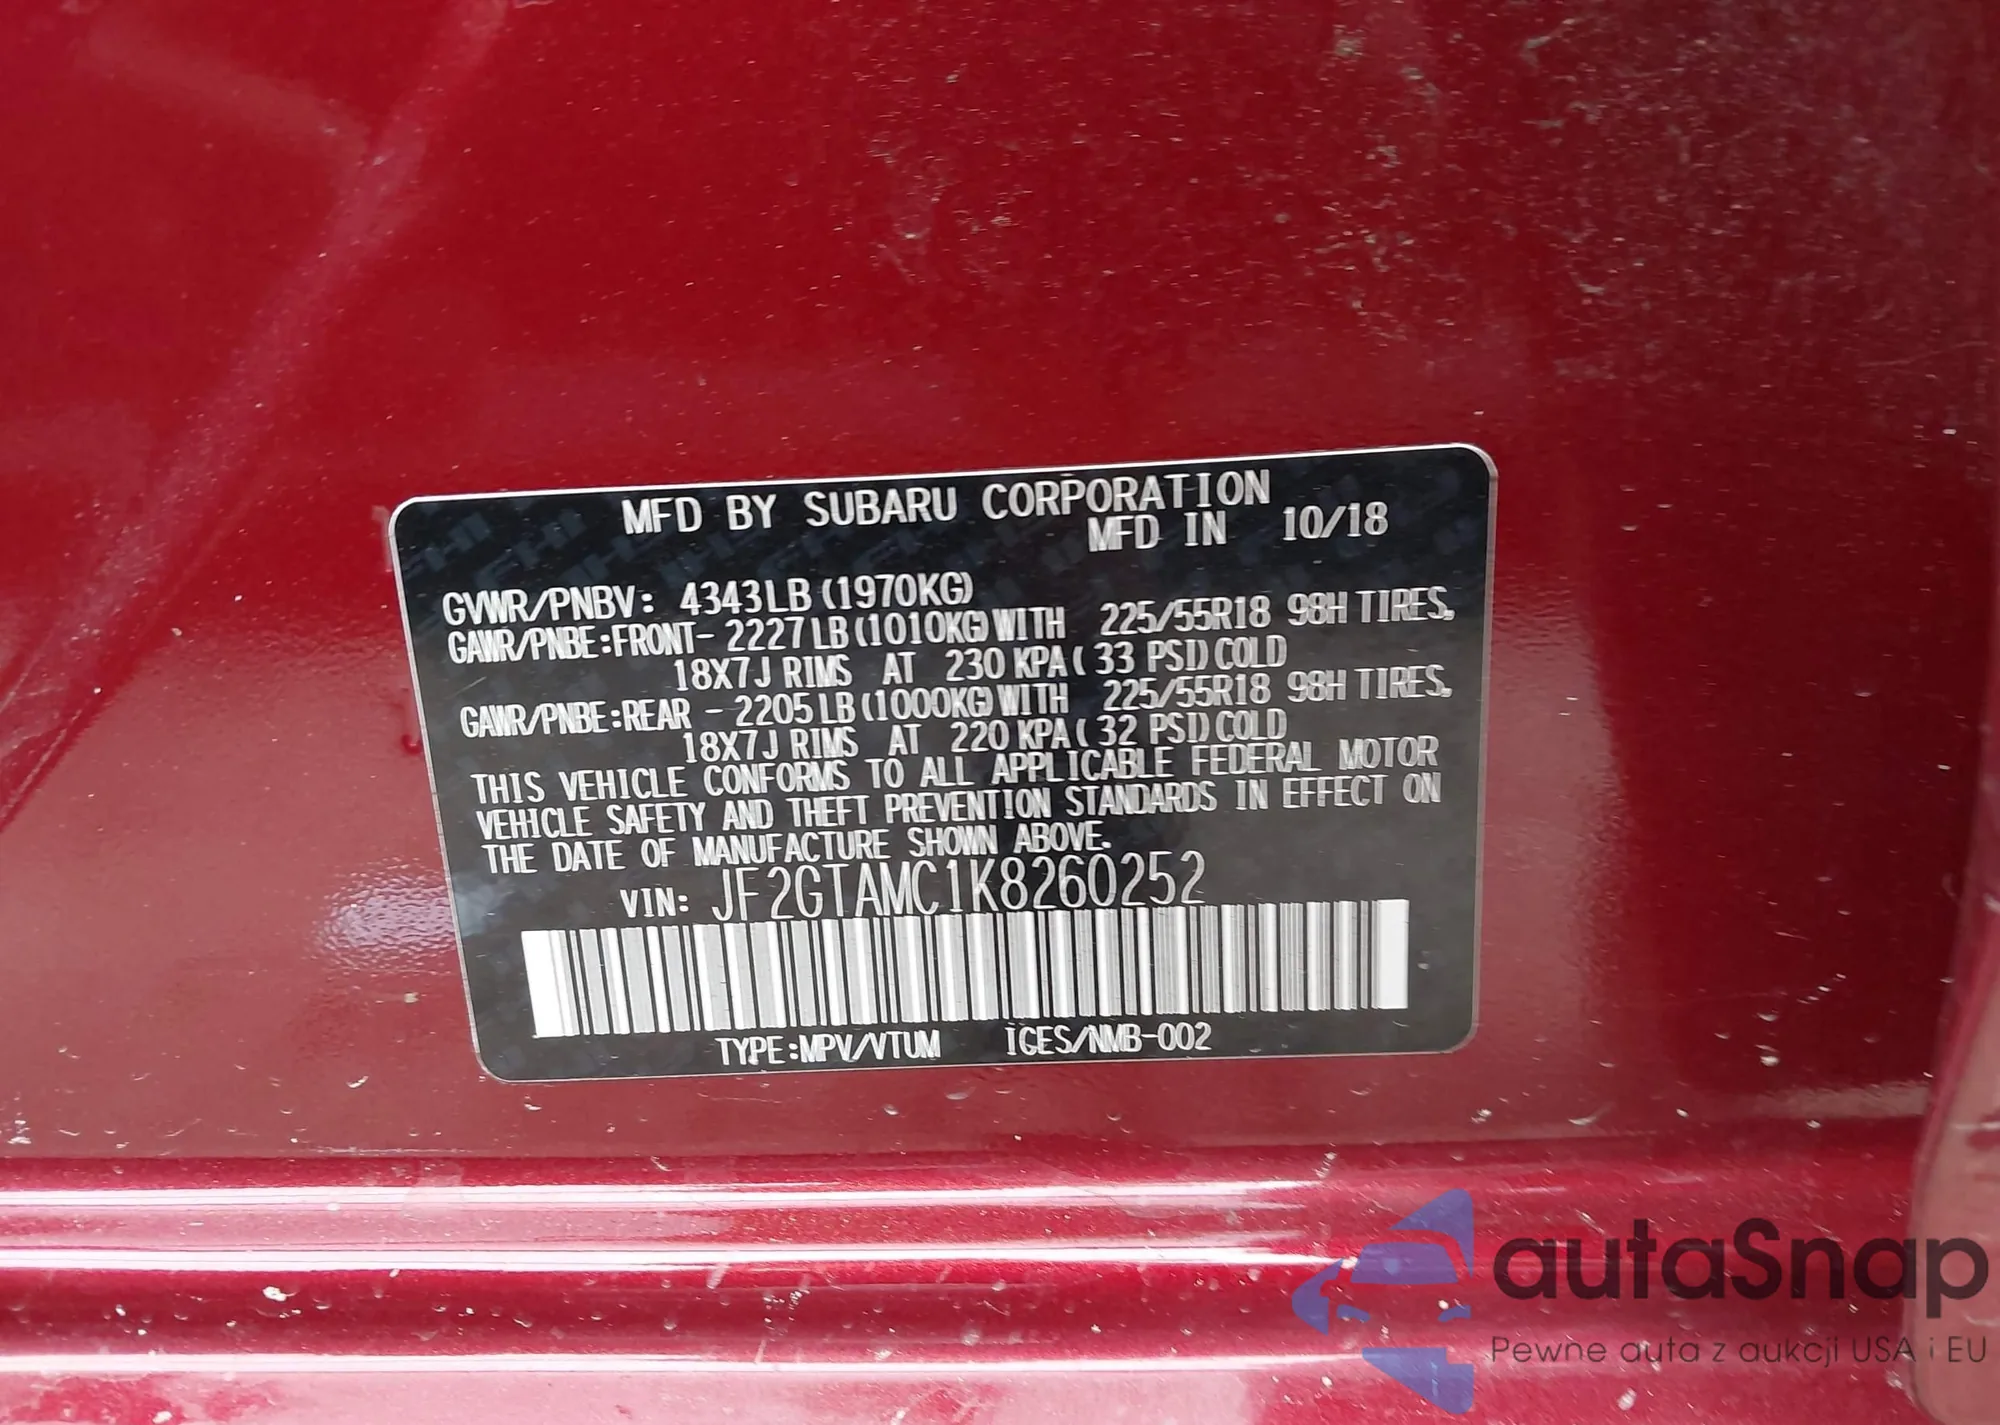 MFD BY SUBARU CORPORATION
MFD IN 10/18
GVWR/PNBV: 4343LB (1970KG)
GAWR/PNBE:FRONT- 2227LB(1010KG)WITH 225/55R18 98H TIRES,
18X7J RIMS AT 230 KPA( 33 PSI)COLD
GAWR/PNBE:REAR - 2205LB(1000KG)WITH 225/55R18 98H TIRES,
18X7J RIMS AT 220 KPA( 32 PSI)COLD
THIS VEHICLE CONFORMS TO ALL APPLICABLE FEDERAL MOTOR
VEHICLE SAFETY AND THEFT PREVENTION STANDARDS IN EFFECT ON
THE DATE OF MANUFACTURE SHOWN ABOVE.
VIN: JF2GTAMC1K8260252
TYPE:MPV/VTUM ICES/NMB-002
autaSnap
Pewne auta z aukcji USA i EU